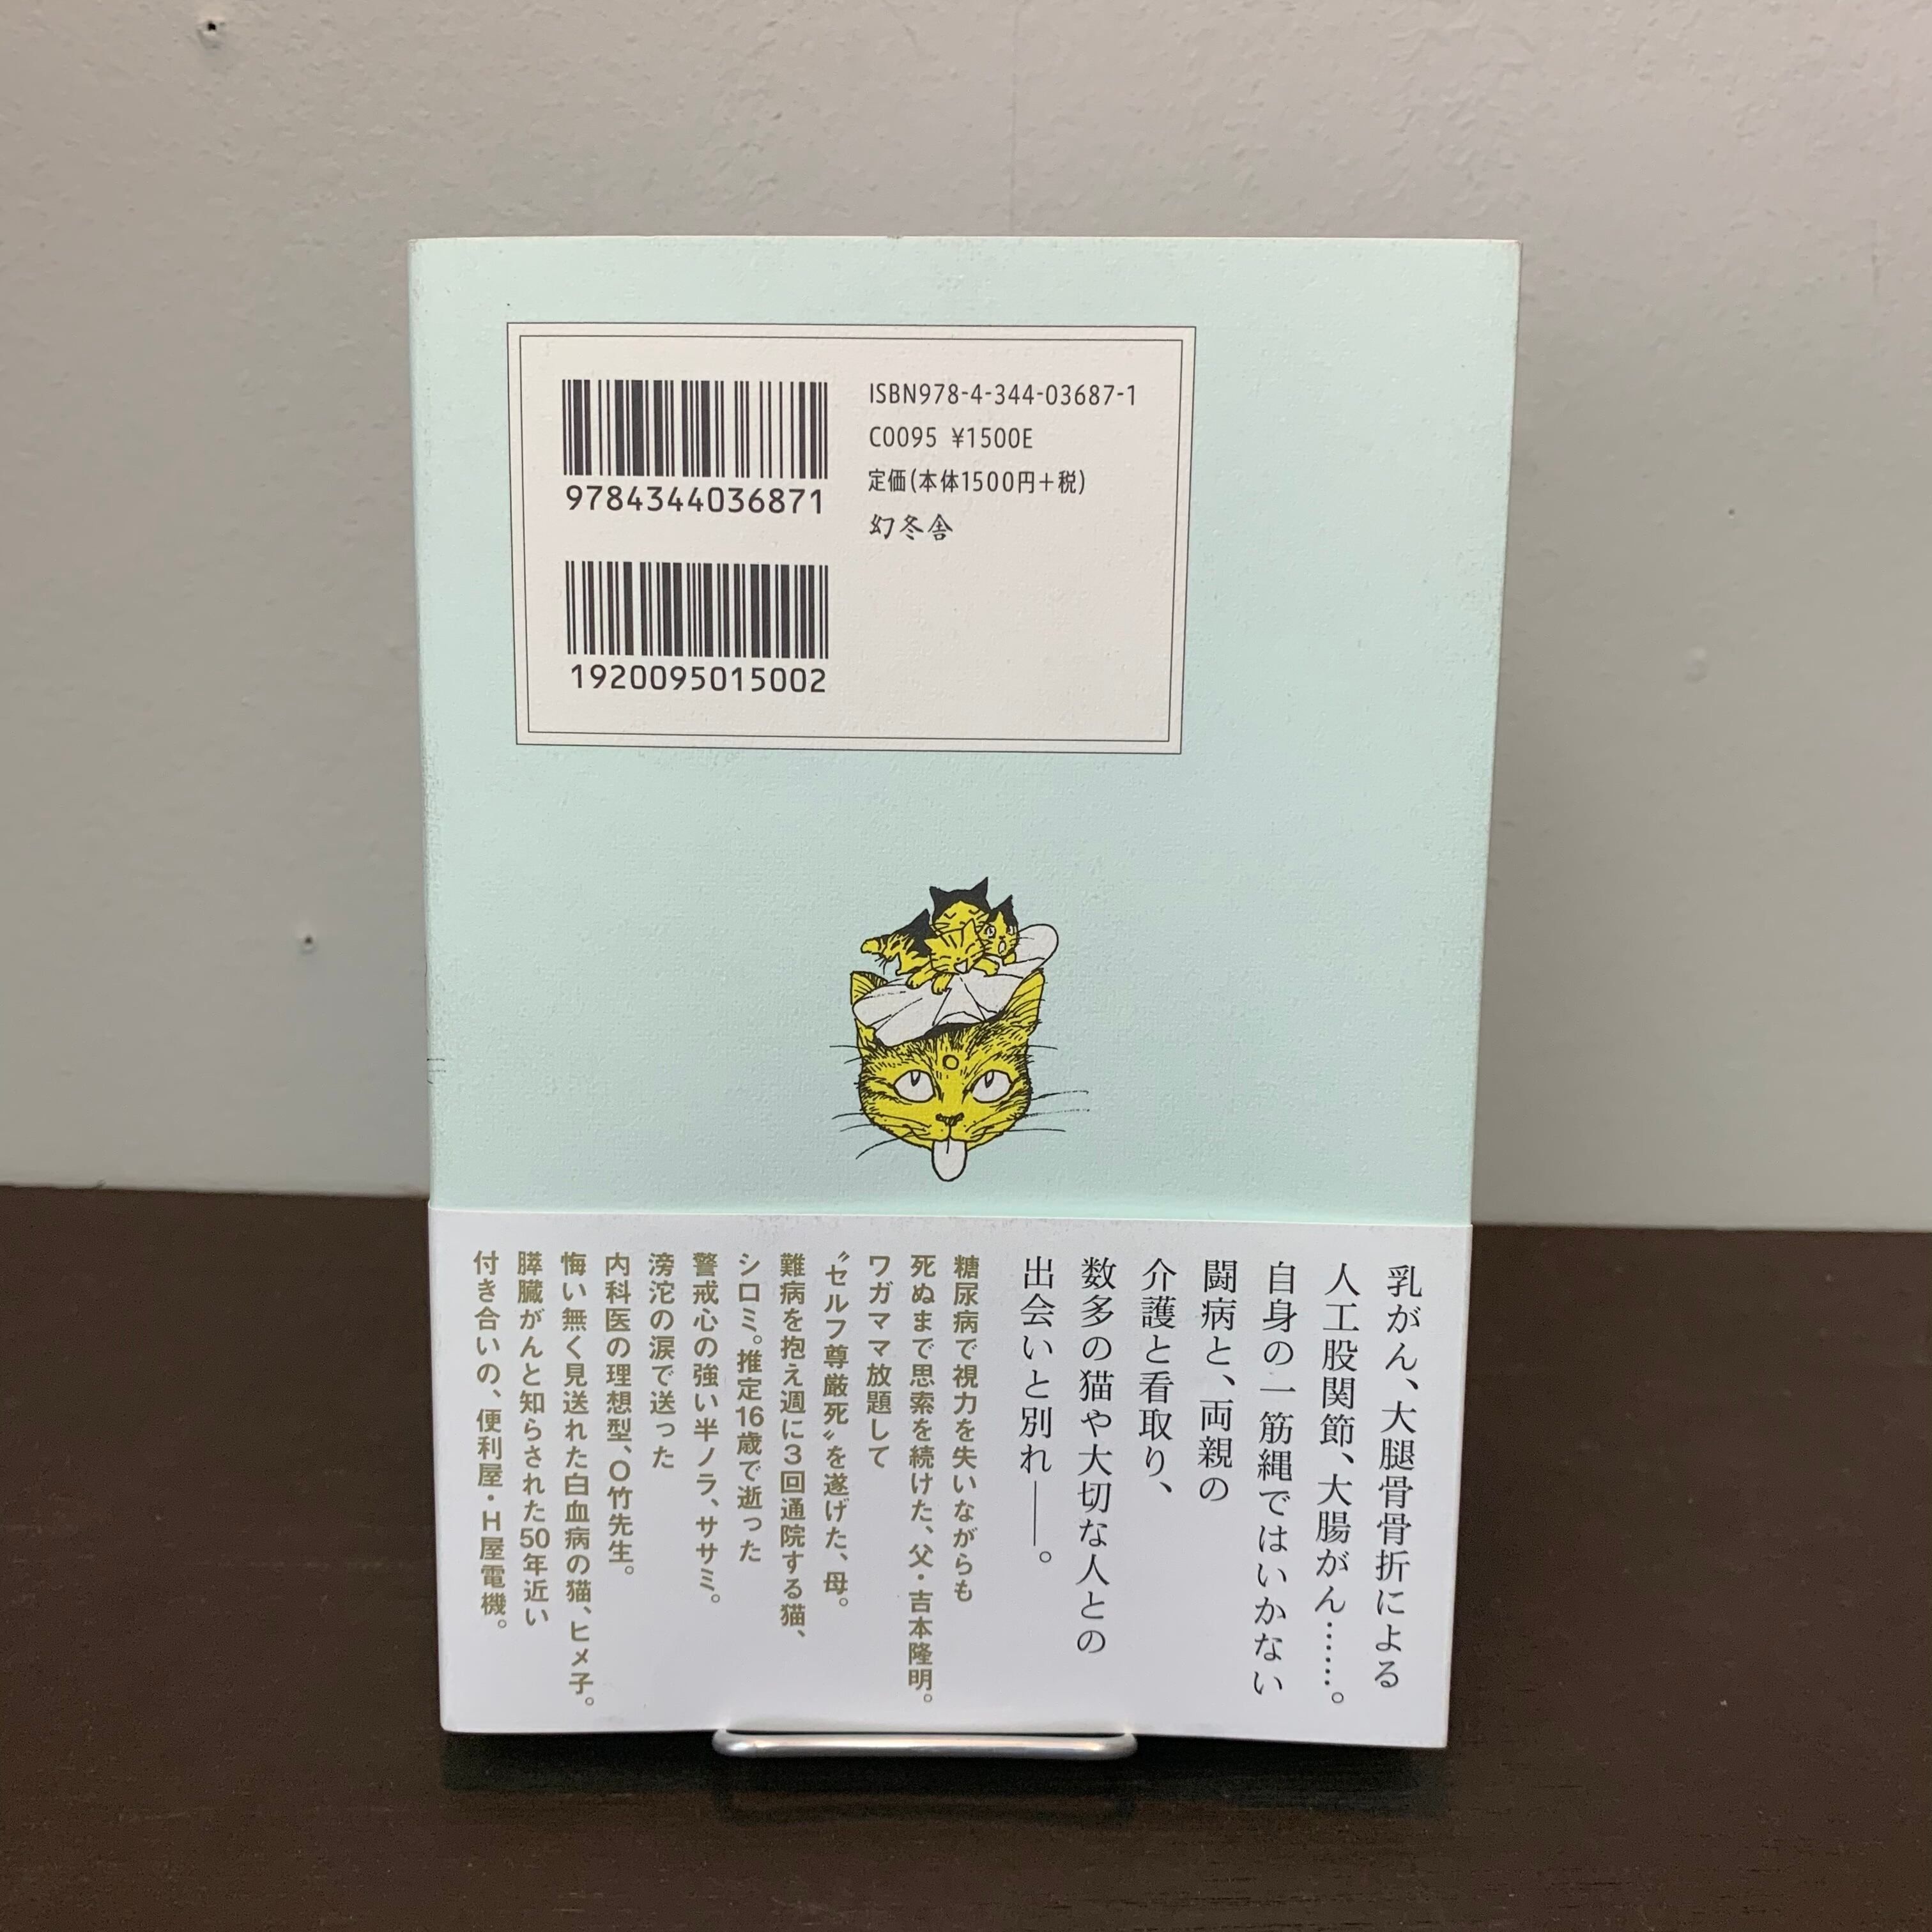 9784344036871
ISBN978-4-344-03687-1
C0095 ¥1500E
定価(本体1500円+税)
幻冬舎
1920095015002
乳がん、大腿骨骨折による
人工股関節、大腸がん……。
自身の一筋縄ではいかない
闘病と、両親の
介護と看取り、
数多の猫や大切な人との
出会いと別れ——。
糖尿病で視力を失いながらも
死ぬまで思索を続けた、父・吉本隆明。
ワガママ放題して
〝セルフ尊厳死〟を遂げた、母。
難病を抱え週に3回通院する猫、
シロミ。推定16歳で逝った
警戒心の強い半ノラ、ササミ。
滂沱の涙で送った
内科医の理想型、O竹先生。
悔い無く見送れた白血病の猫、ヒメ子。
膵臓がんと知らされた50年近い
付き合いの、便利屋・H屋電機。